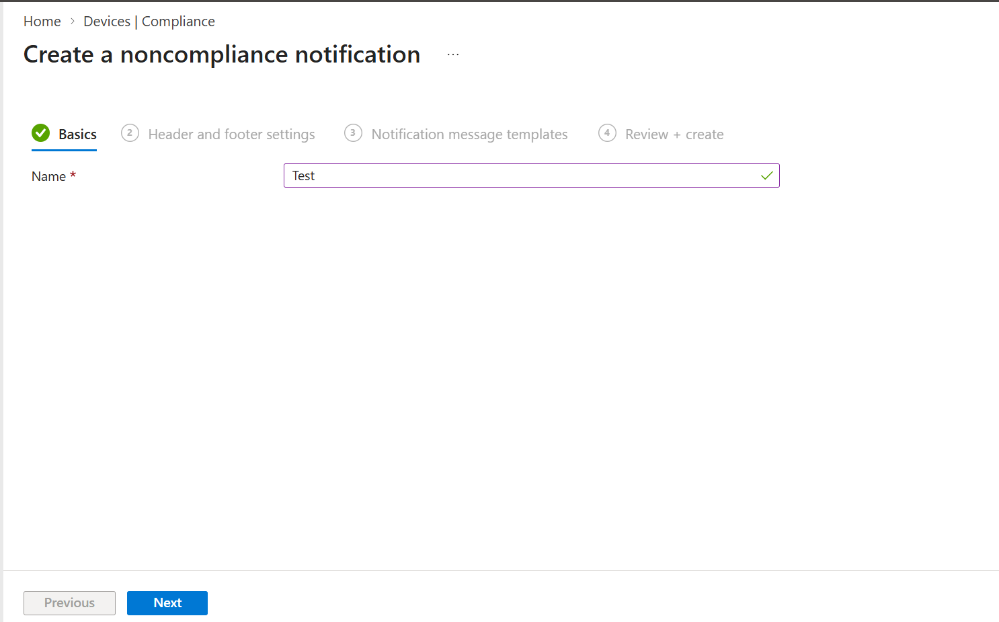 Home > Devices | Compliance
Create a noncompliance notification ...
Basics 2 Header and footer settings 3 Notification message templates 4 Review + create
Name * Test
Previous Next